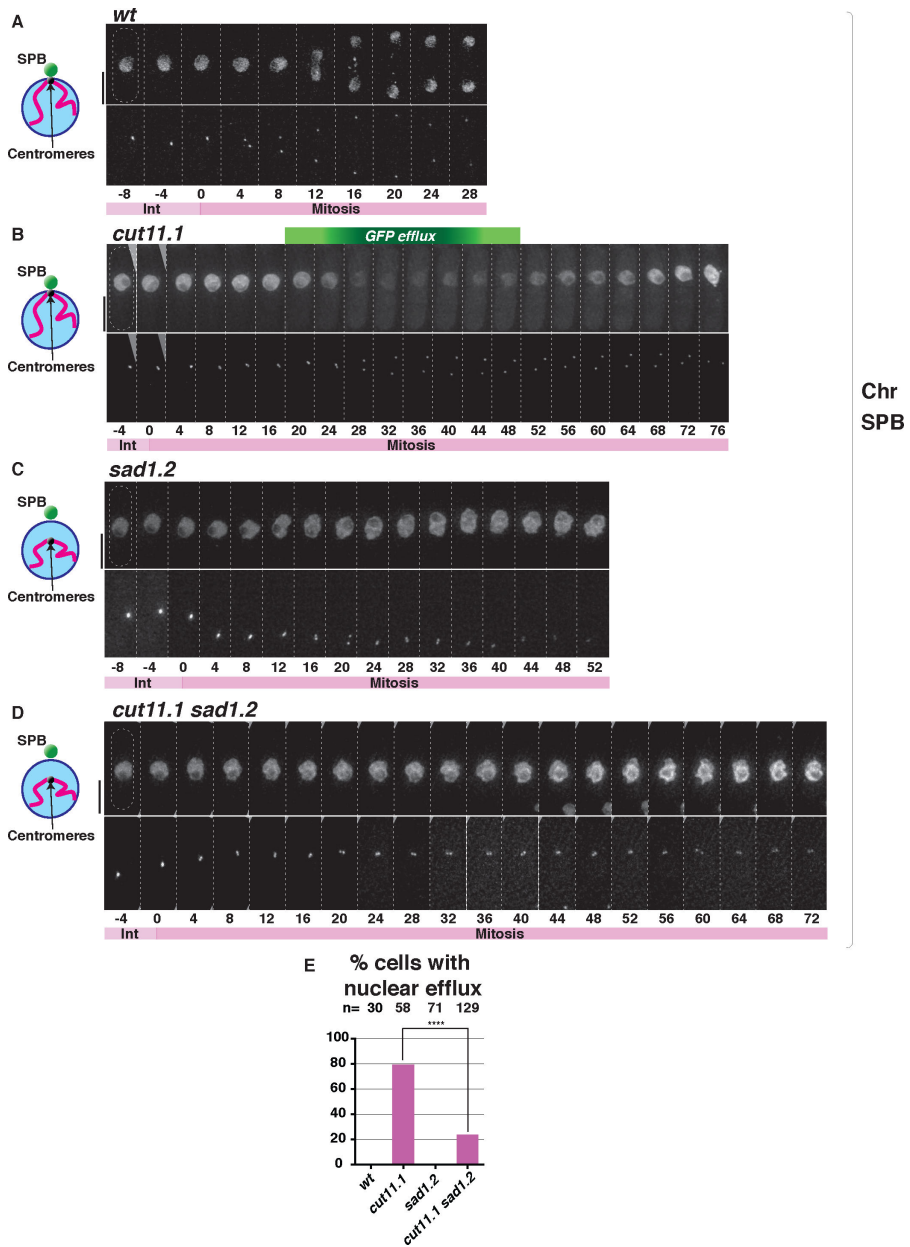 A
wt
SPB
Centromeres
-8 -4 0 4 8 12 16 20 24 28
Int Mitosis
B
cut11.1
GFP efflux
SPB
Centromeres
-4 0 4 8 12 16 20 24 28 32 36 40 44 48 52 56 60 64 68 72 76
Int Mitosis
Chr
SPB
C
sad1.2
SPB
Centromeres
-8 -4 0 4 8 12 16 20 24 28 32 36 40 44 48 52
Int Mitosis
D
cut11.1 sad1.2
SPB
Centromeres
-4 0 4 8 12 16 20 24 28 32 36 40 44 48 52 56 60 64 68 72
Int Mitosis
E
% cells with
nuclear efflux
n= 30 58 71 129
****
100
80
60
40
20
0
wt
cut11.1
sad1.2
cut11.1 sad1.2